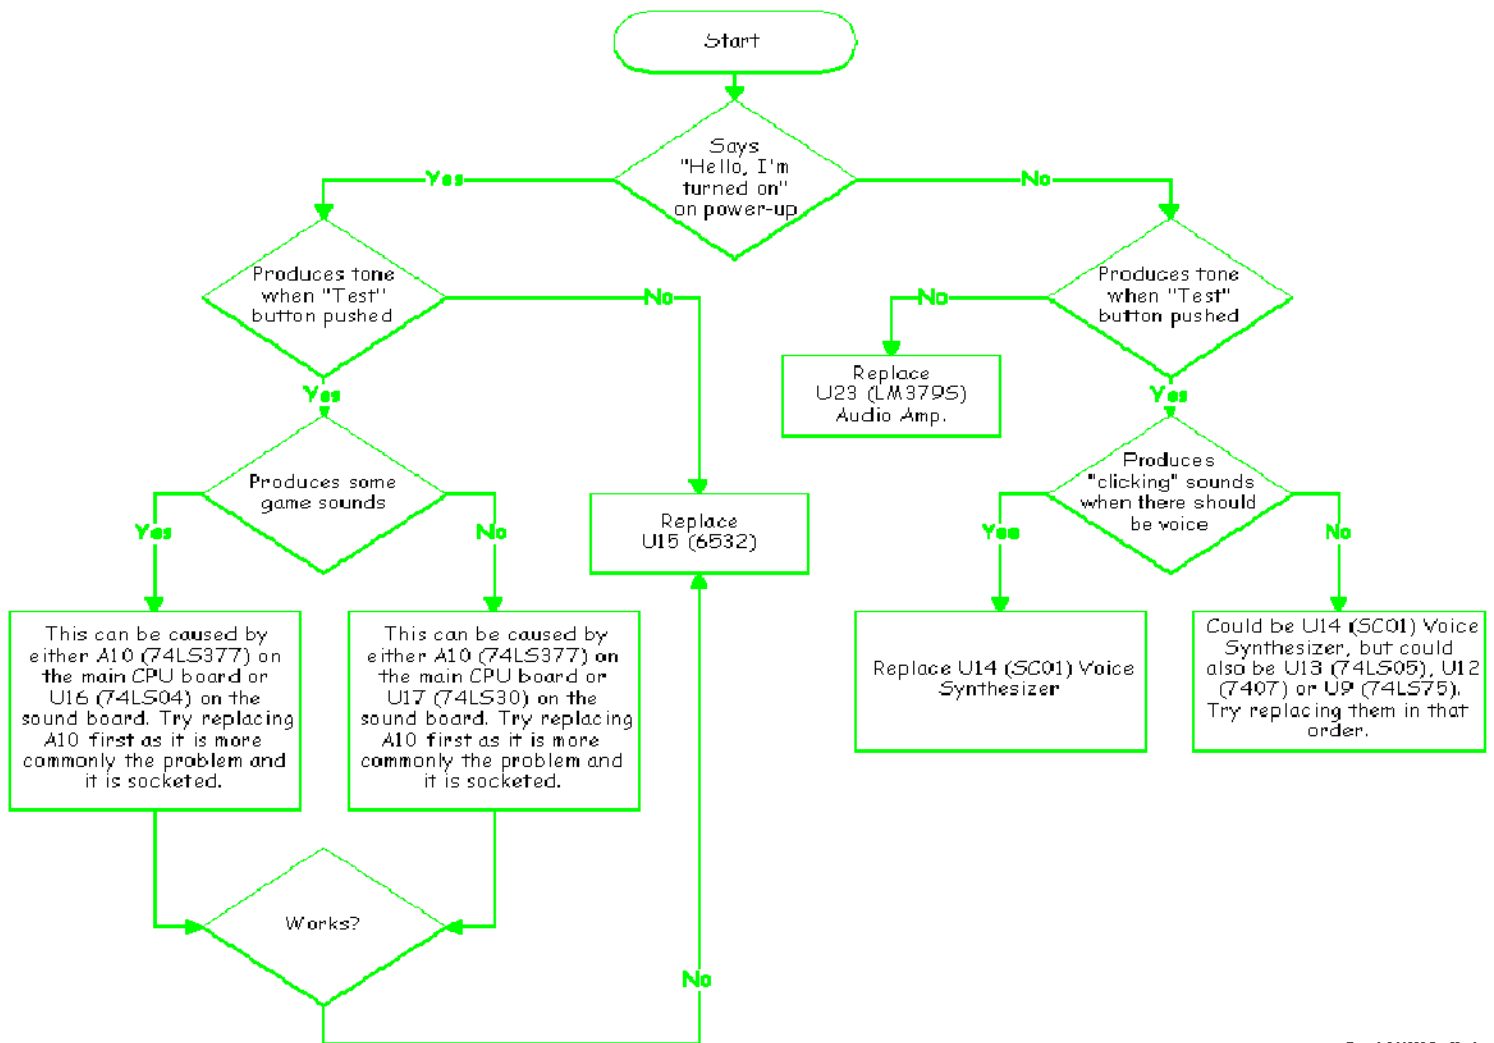 Start
Says
"Hello, I'm
turned on"
on power-up
Yes
No
Produces tone
when "Test"
button pushed
No
Yes
Produces tone
when "Test"
button pushed
No
Yes
Replace
U23 (LM379S)
Audio Amp.
Produces some
game sounds
Yes
No
Replace
U15 (6532)
Produces
"clicking" sounds
when there should
be voice
Yes
No
This can be caused by
either A10 (74LS377) on
the main CPU board or
U16 (74LS04) on the
sound board. Try replacing
A10 first as it is more
commonly the problem and
it is socketed.
This can be caused by
either A10 (74LS377) on
the main CPU board or
U17 (74LS30) on the
sound board. Try replacing
A10 first as it is more
commonly the problem and
it is socketed.
Replace U14 (SC01) Voice
Synthesizer
Could be U14 (SC01) Voice
Synthesizer, but could
also be U13 (74LS05), U12
(7407) or U9 (74LS75).
Try replacing them in that
order.
Works?
No